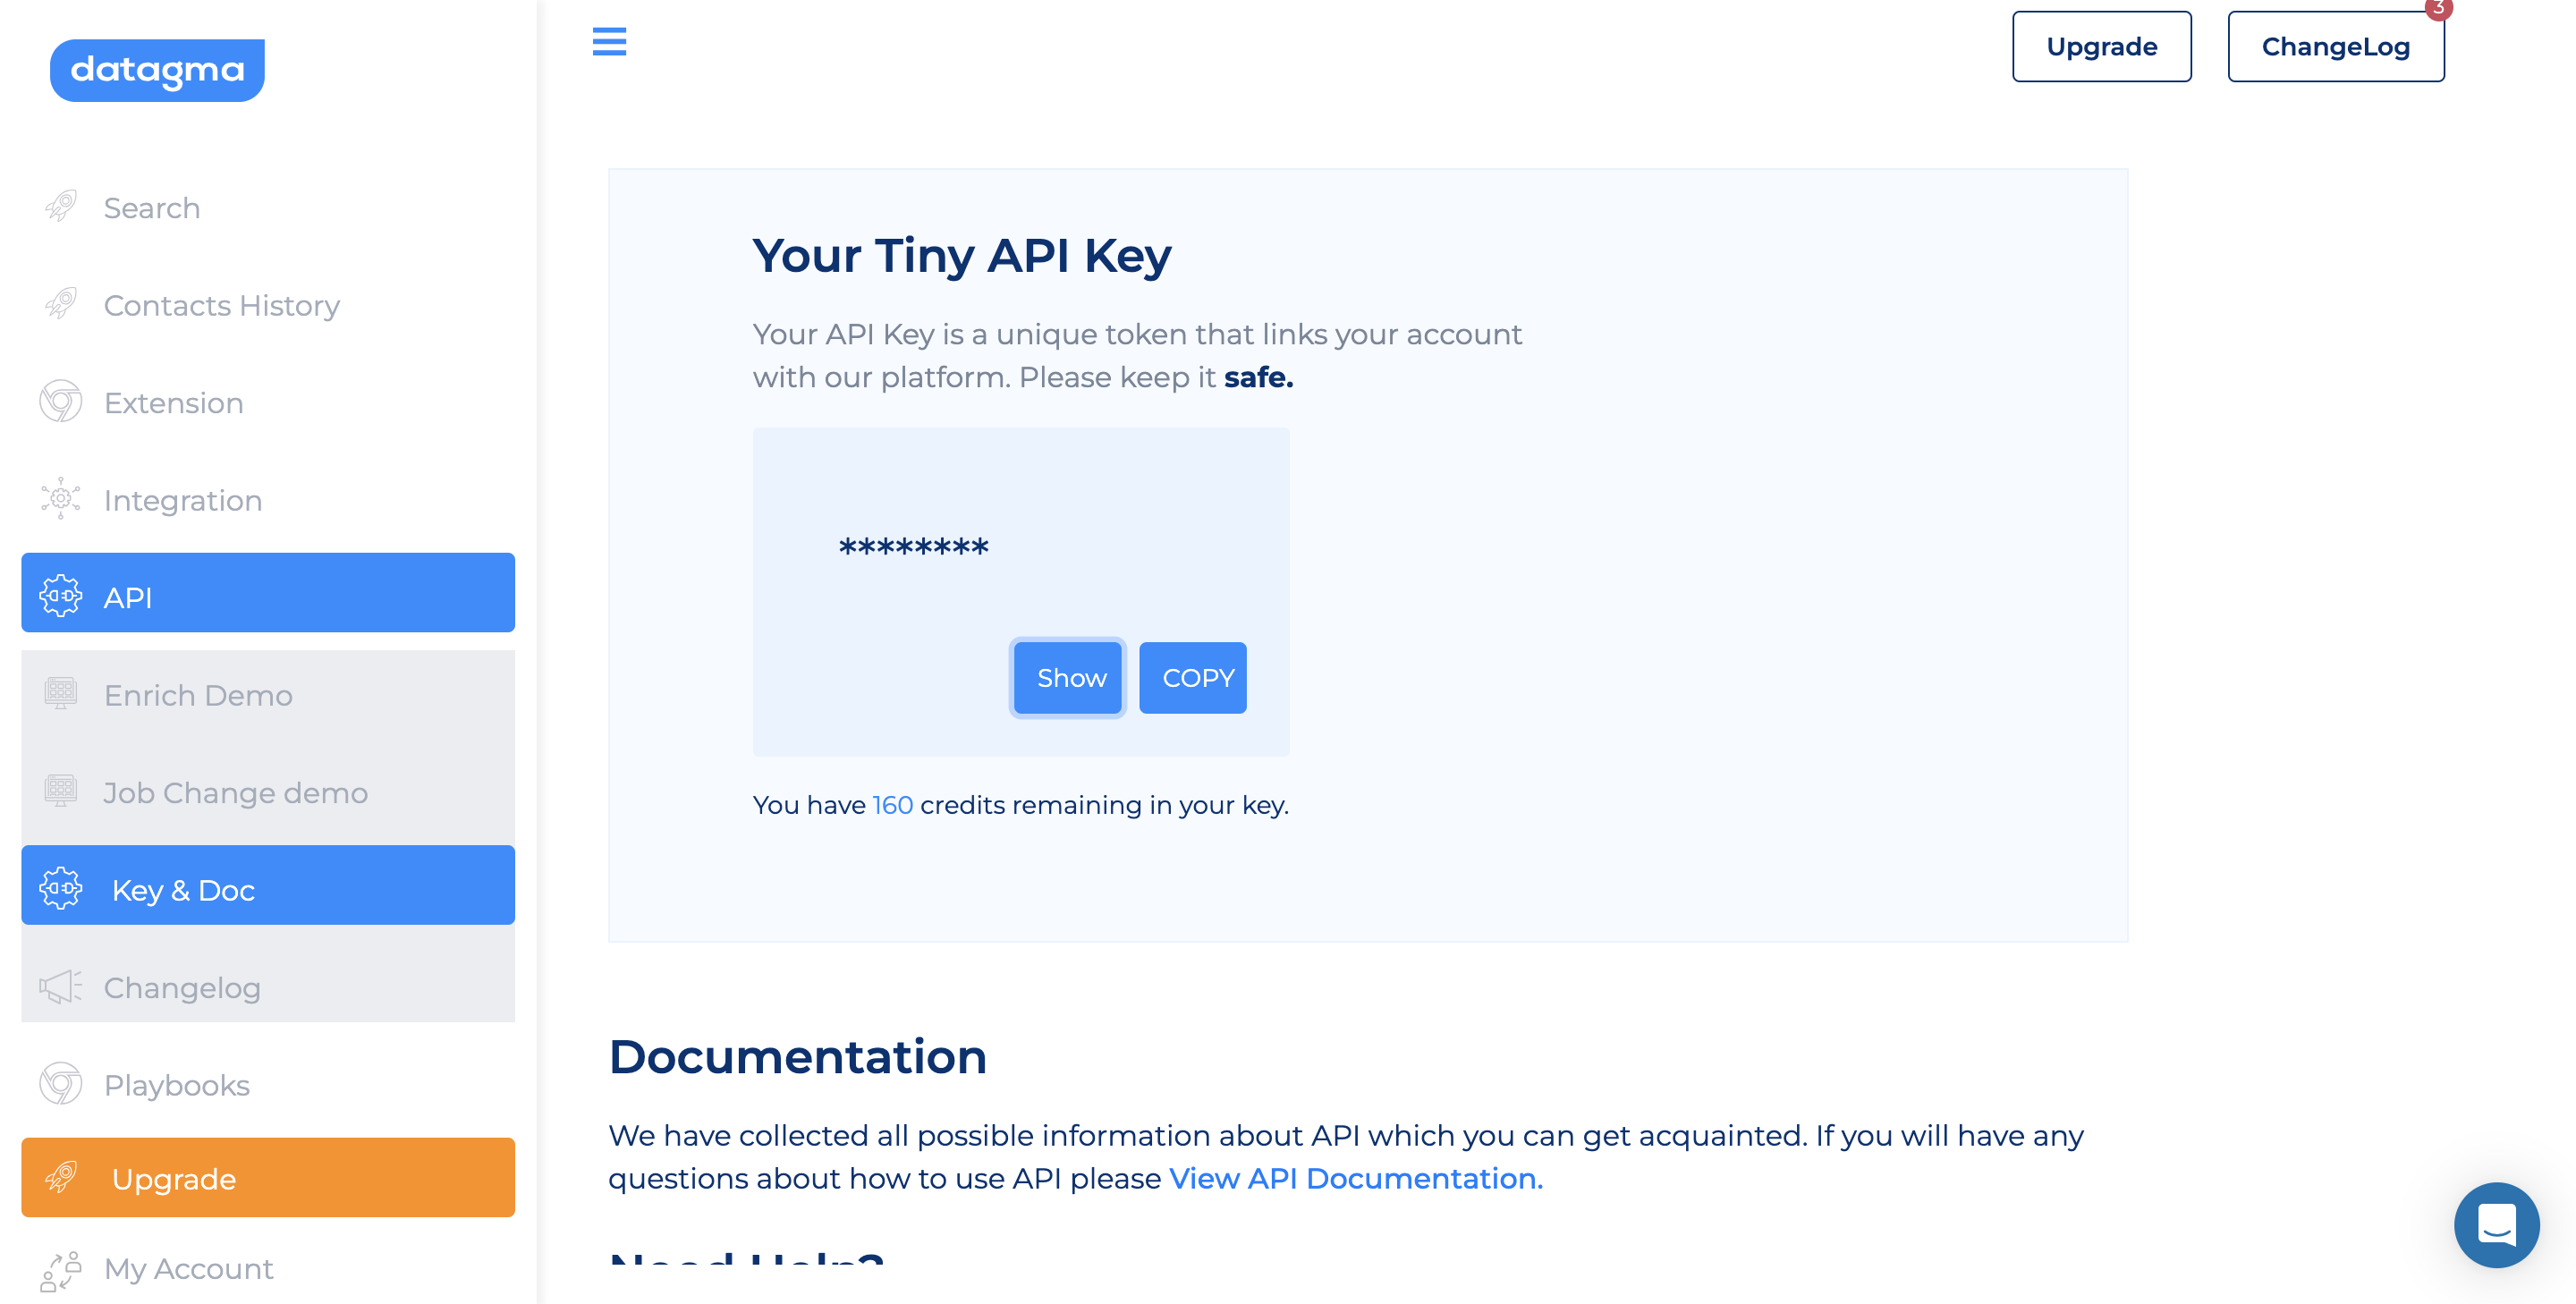 datagma
Search
Contacts History
Extension
Integration
API
Enrich Demo
Job Change demo
Key & Doc
Changelog
Playbooks
Upgrade
My Account
Upgrade
ChangeLog
3
Your Tiny API Key
Your API Key is a unique token that links your account
with our platform. Please keep it safe.
********
Show
COPY
You have 160 credits remaining in your key.
Documentation
We have collected all possible information about API which you can get acquainted. If you will have any
questions about how to use API please View API Documentation.
Need Help?